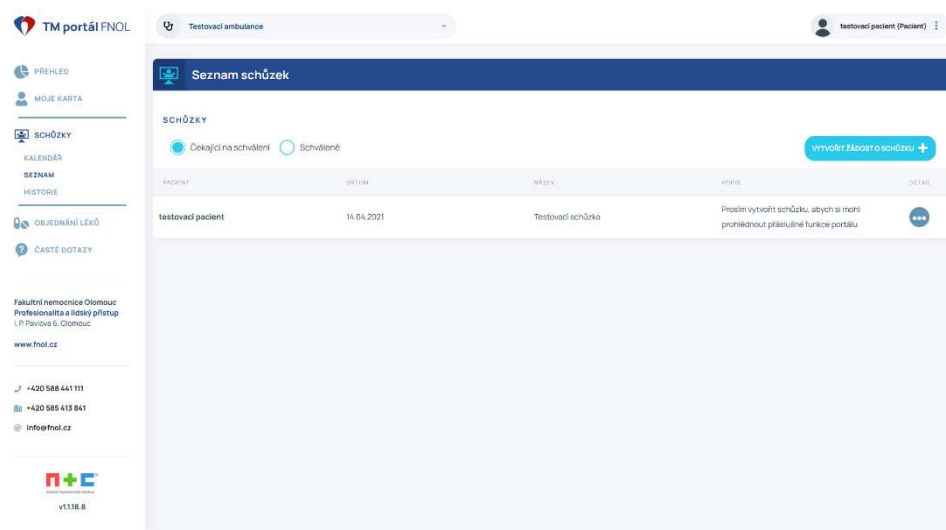 TM portál FNOL
Testovací ambulance
testovací pacient (Pacient)
PŘEHLED
MOJE KARTA
SCHŮZKY
KALENDÁŘ
SEZNAM
HISTORIE
OBJEDNÁNÍ LÉKŮ
ČASTÉ DOTAZY
Fakultní nemocnice Olomouc
Profesionalita a lidský přístup
I. P. Pavlova 6, Olomouc
www.fnol.cz
+420 588 441 111
+420 585 413 841
info@fnol.cz
n+c
v1.1.18.8
Seznam schůzek
SCHŮZKY
Čekající na schválení
Schválené
VYTVOŘIT ŽÁDOST O SCHŮZKU
PACIENT DATUM NÁZEV POPIS DETAIL
testovací pacient 14.04.2021 Testovací schůzka Prosím vytvořit schůzku, abych si mohl
prohlédnout příslušné funkce portálu.